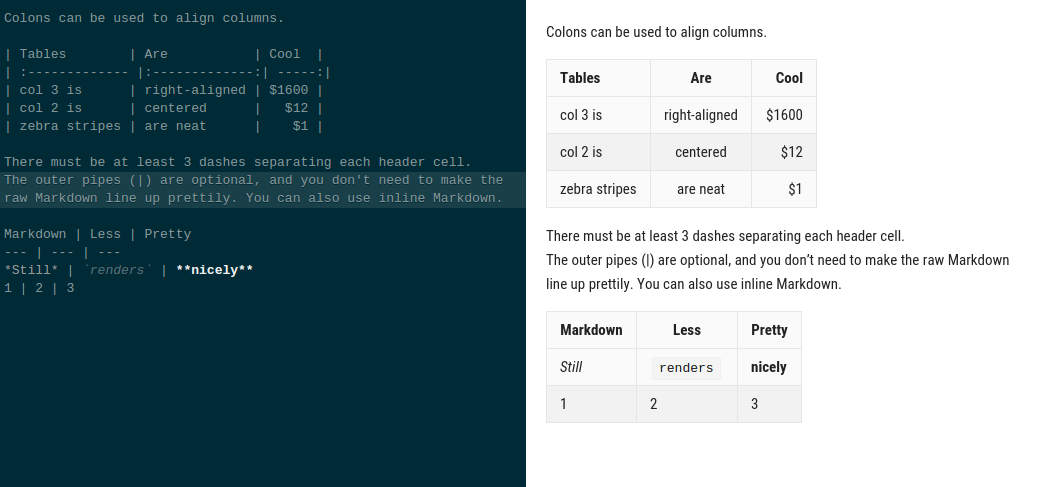 Colons can be used to align columns.
| Tables        | Are           | Cool  |
| :------------- |:-------------:| -----:|
| col 3 is      | right-aligned | $1600 |
| col 2 is      | centered      |   $12 |
| zebra stripes | are neat      |    $1 |
There must be at least 3 dashes separating each header cell.
The outer pipes (|) are optional, and you don't need to make the
raw Markdown line up prettily. You can also use inline Markdown.
Markdown | Less | Pretty
--- | --- | ---
*Still* | `renders` | **nicely**
1 | 2 | 3
Colons can be used to align columns.
Tables Are Cool
col 3 is right-aligned $1600
col 2 is centered $12
zebra stripes are neat $1
There must be at least 3 dashes separating each header cell.
The outer pipes (|) are optional, and you don’t need to make the raw Markdown
line up prettily. You can also use inline Markdown.
Markdown Less Pretty
Still renders nicely
1 2 3